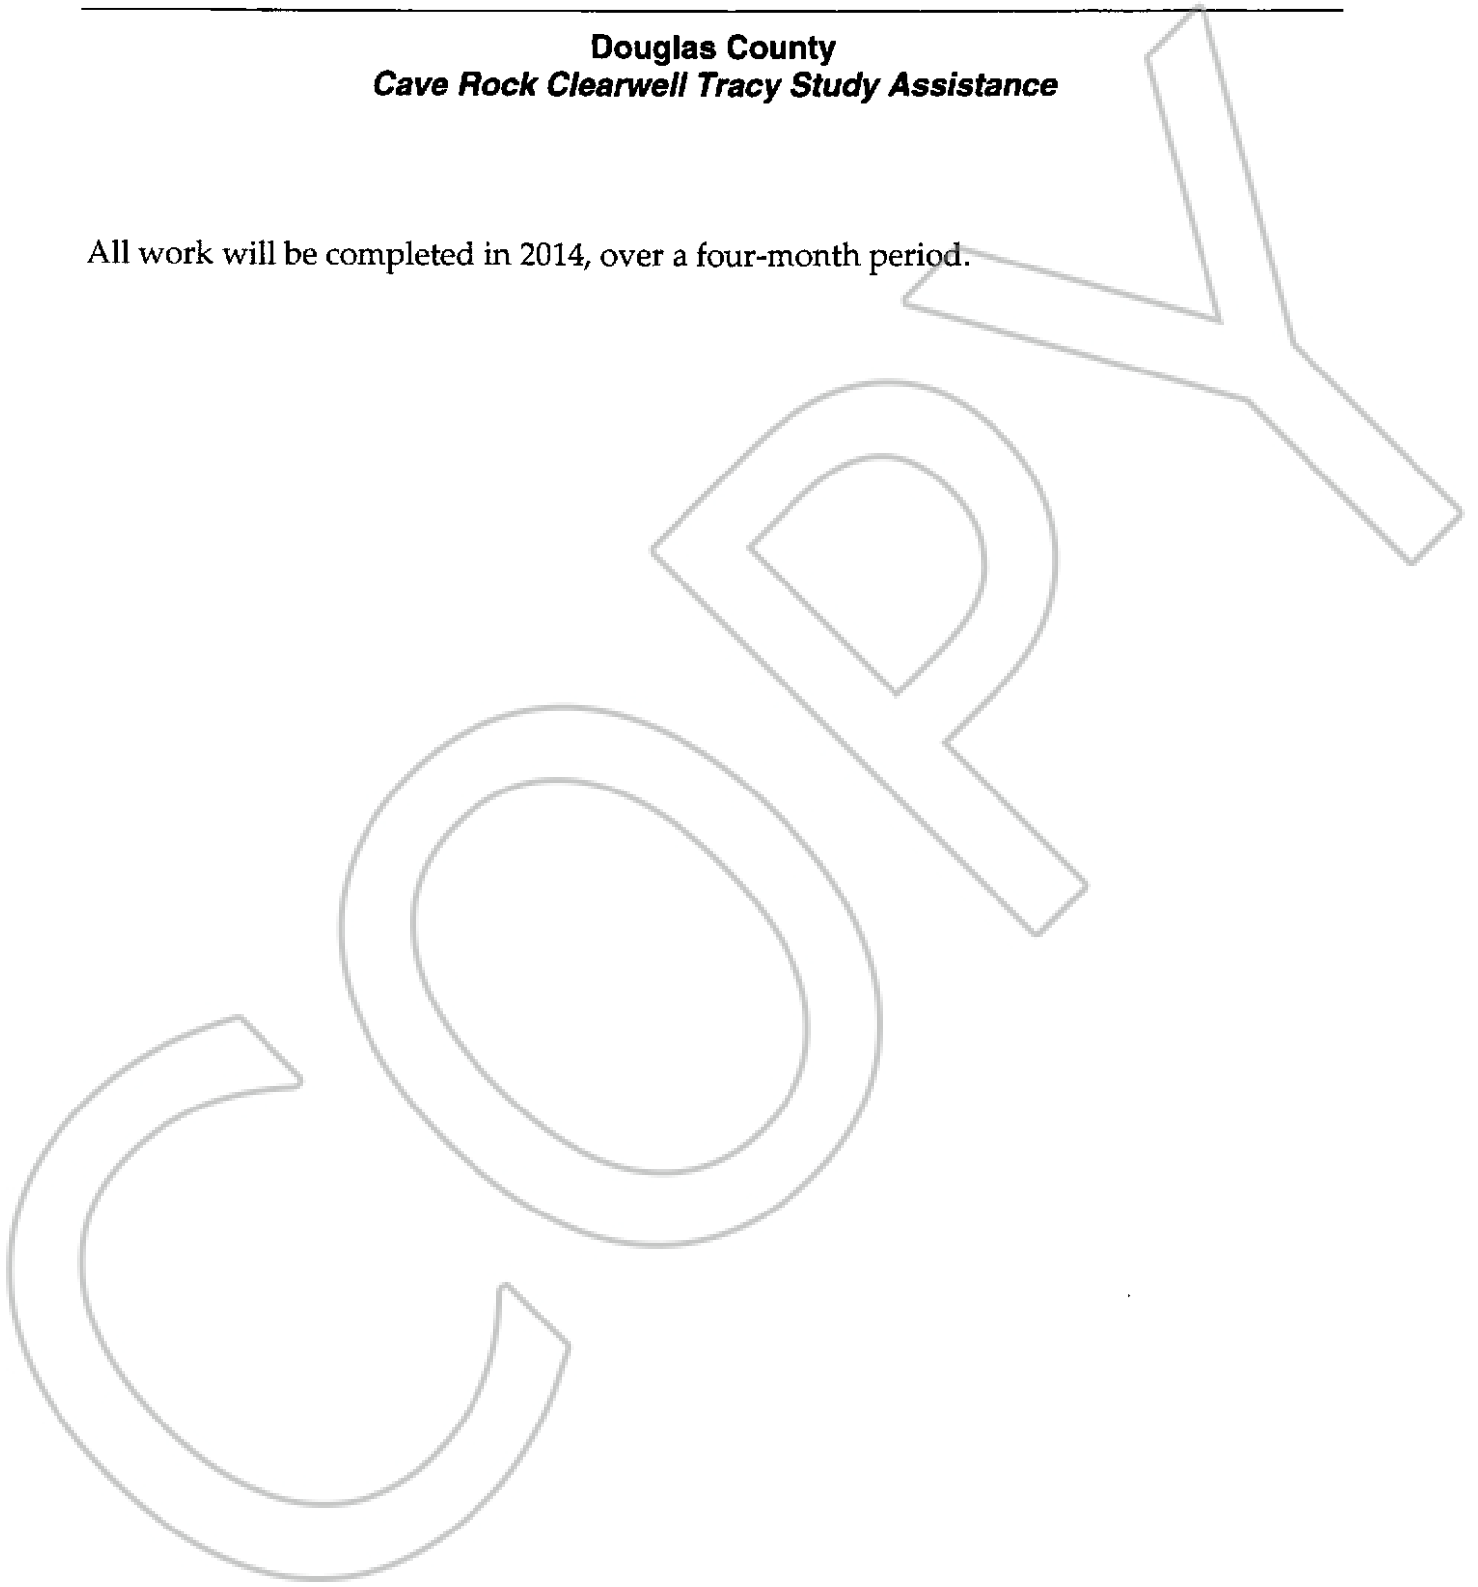 Douglas County
Cave Rock Clearwell Tracy Study Assistance
All work will be completed in 2014, over a four-month period.
COPY